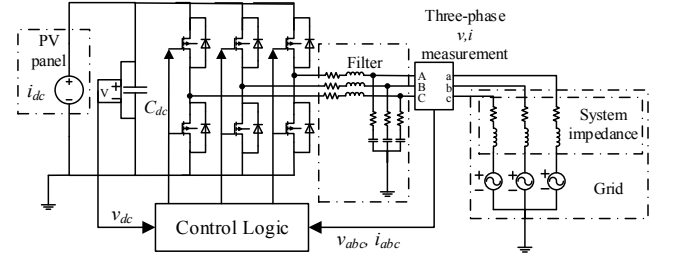 Three-phase
v,i
measurement
PV
panel
i_dc
V
+
−
C_dc
+
−
Filter
A
B
C
a
b
c
System
impedance
+
−
+
−
+
−
Grid
v_dc
Control Logic
v_abc, i_abc